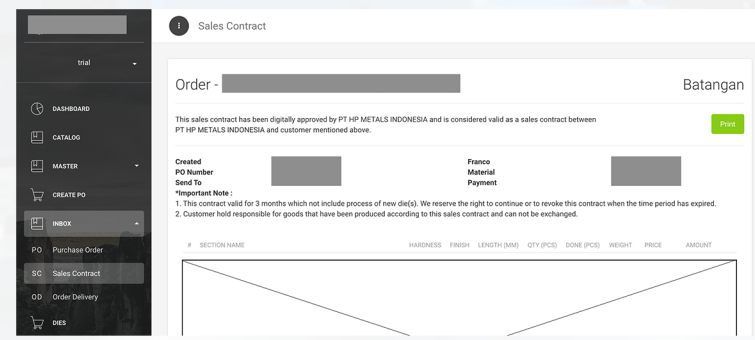 Sales Contract
trial
DASHBOARD
CATALOG
MASTER
CREATE PO
INBOX
PO Purchase Order
SC Sales Contract
OD Order Delivery
DIES
Order -
Batangan
This sales contract has been digitally approved by PT HP METALS INDONESIA and is considered valid as a sales contract between
PT HP METALS INDONESIA and customer mentioned above.
Print
Created
PO Number
Send To
Franco
Material
Payment
*Important Note :
1. This contract valid for 3 months which not include process of new die(s). We reserve the right to continue or to revoke this contract when the time period has expired.
2. Customer hold responsible for goods that have been produced according to this sales contract and can not be exchanged.
# SECTION NAME HARDNESS FINISH LENGTH (MM) QTY (PCS) DONE (PCS) WEIGHT PRICE AMOUNT